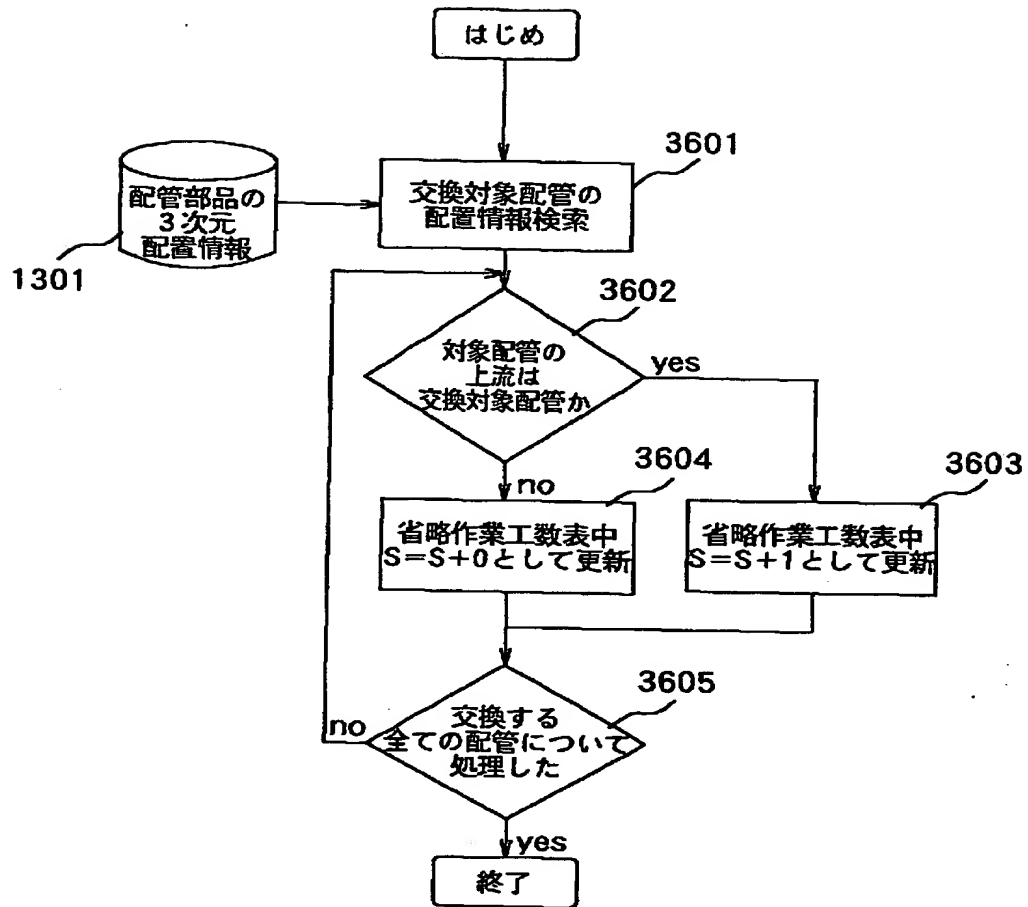 はじめ
3601
配管部品の
3次元
配置情報
1301
交換対象配管の
配置情報検索
3602
対象配管の
上流は
交換対象配管か
yes
no
3604
省略作業工数表中
S=S+0として更新
3603
省略作業工数表中
S=S+1として更新
3605
交換する
全ての配管について
処理した
no
yes
終了